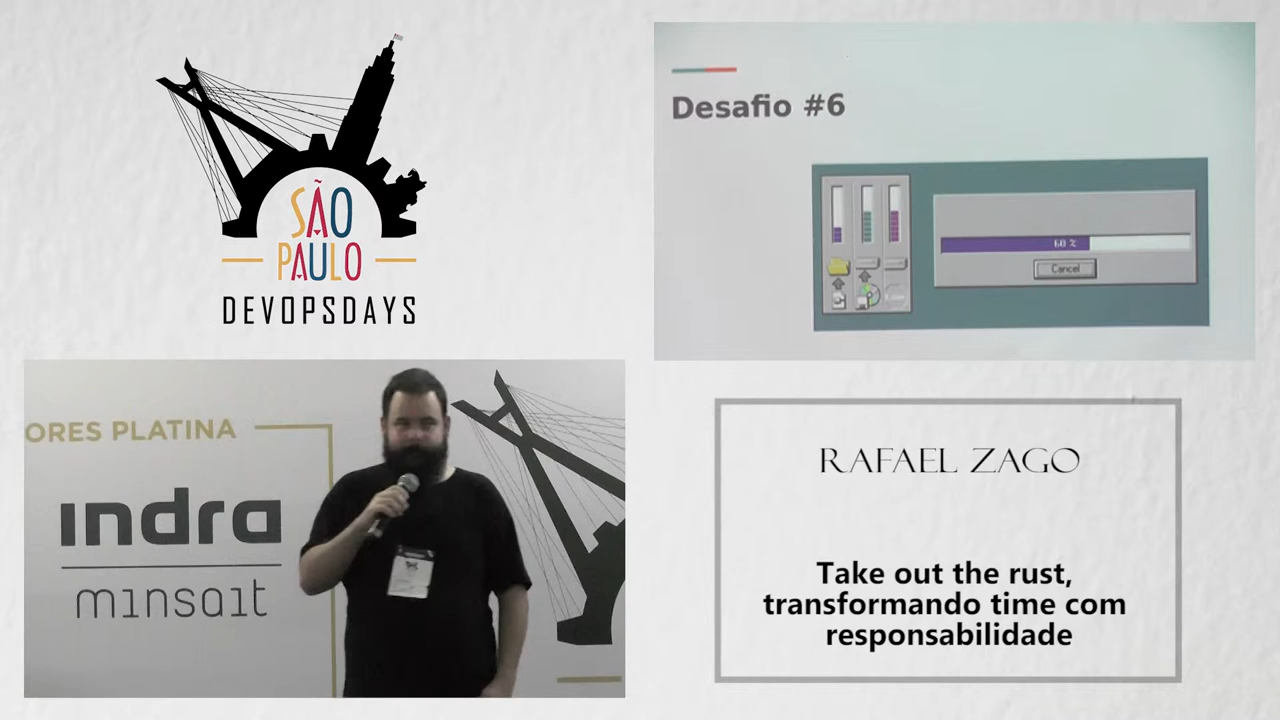 SÃO
PAULO
DEVOPSDAYS
Desafio #6
60 %
Cancel
ORES PLATINA
indra
minsait
RAFAEL ZAGO
Take out the rust,
transformando time com
responsabilidade